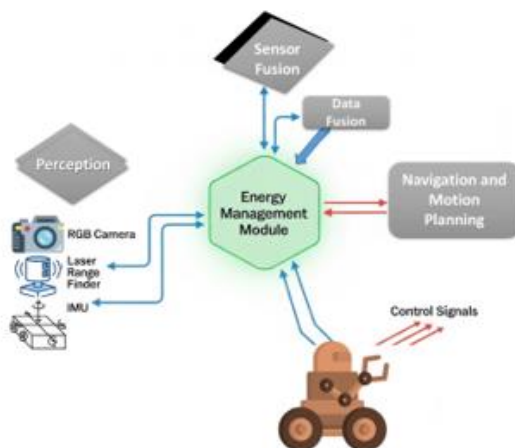 Sensor
Fusion
Data
Fusion
Perception
Energy
Management
Module
Navigation and
Motion
Planning
RGB Camera
Laser
Range
Finder
IMU
Control Signals